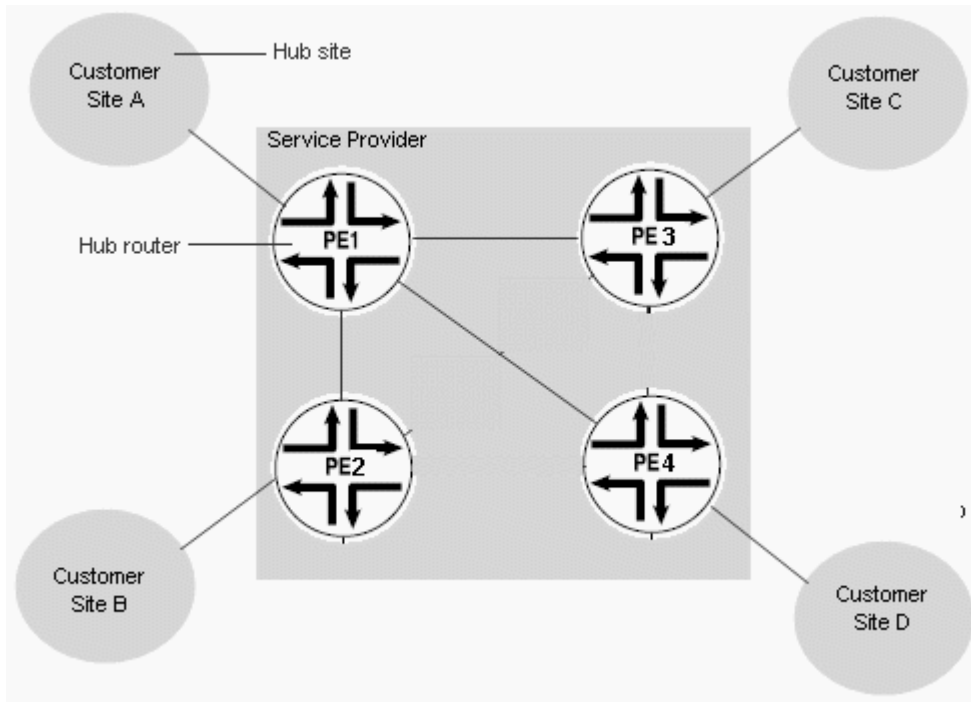 Hub site
Customer
Site A
Customer
Site C
Service Provider
PE1
PE 3
Hub router
PE2
PE4
Customer
Site B
Customer
Site D